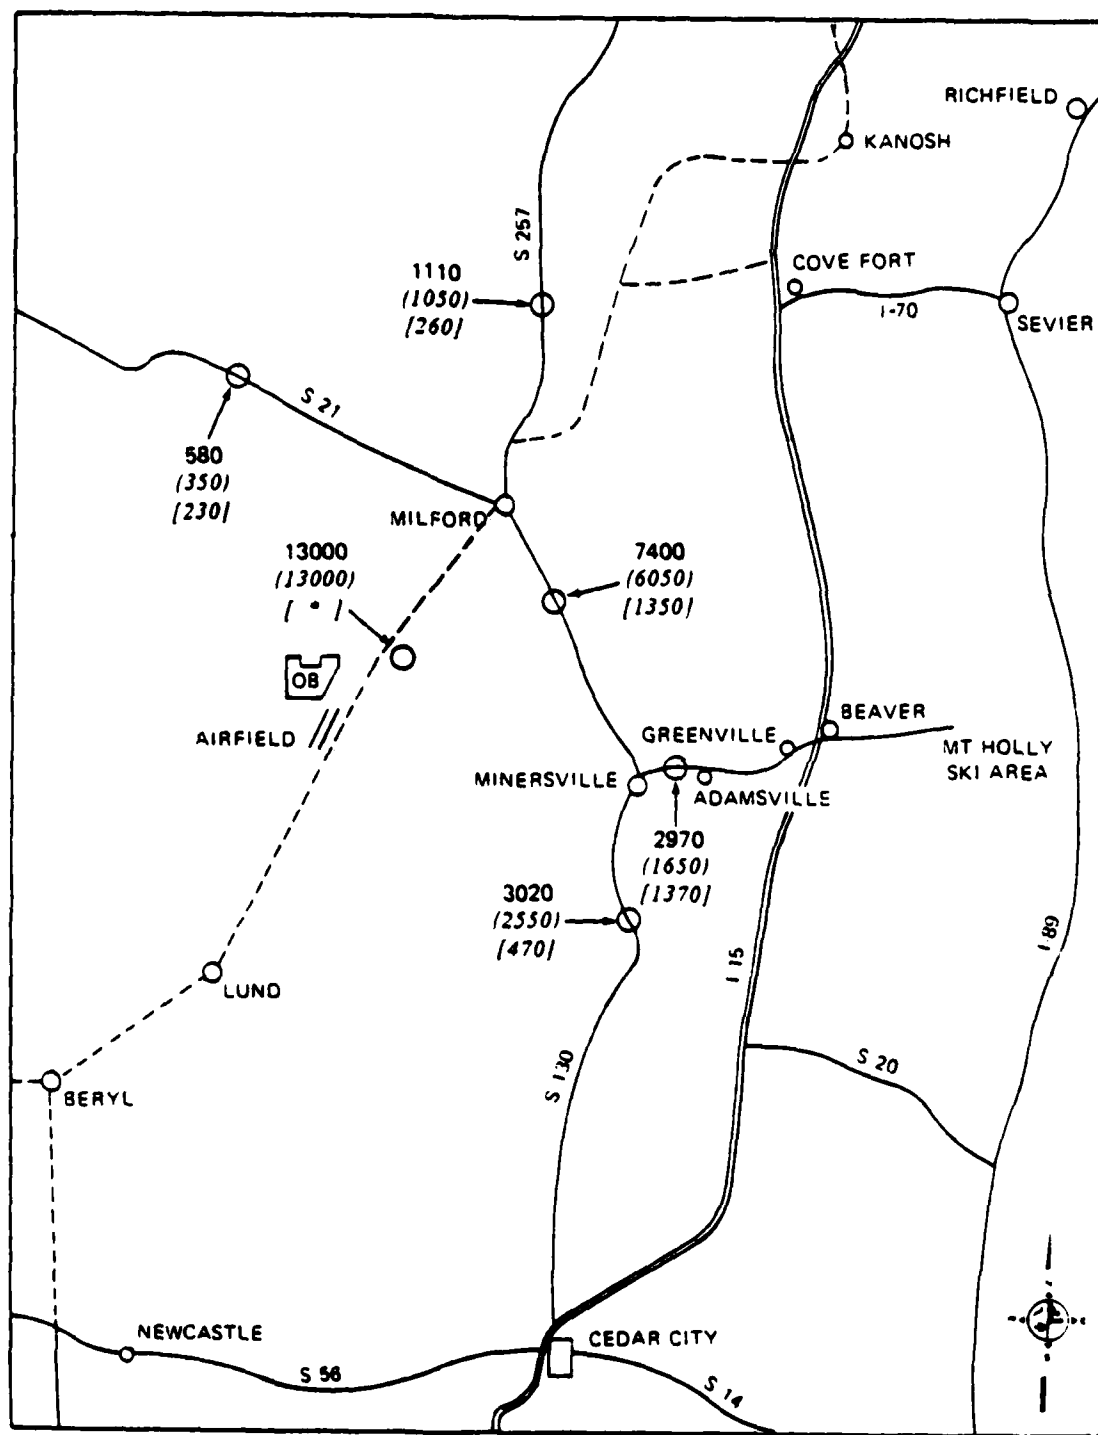 RICHFIELD
KANOSH
S 257
COVE FORT
1110
(1050)
[260]
I-70
SEVIER
S 21
580
(350)
[230]
MILFORD
13000
(13000)
[ * ]
7400
(6050)
[1350]
OB
AIRFIELD
GREENVILLE
BEAVER
MT HOLLY
SKI AREA
MINERSVILLE
ADAMSVILLE
2970
(1650)
[1370]
3020
(2550)
[470]
I-89
I 15
LUND
S 130
S 20
BERYL
NEWCASTLE
CEDAR CITY
S 56
S 14